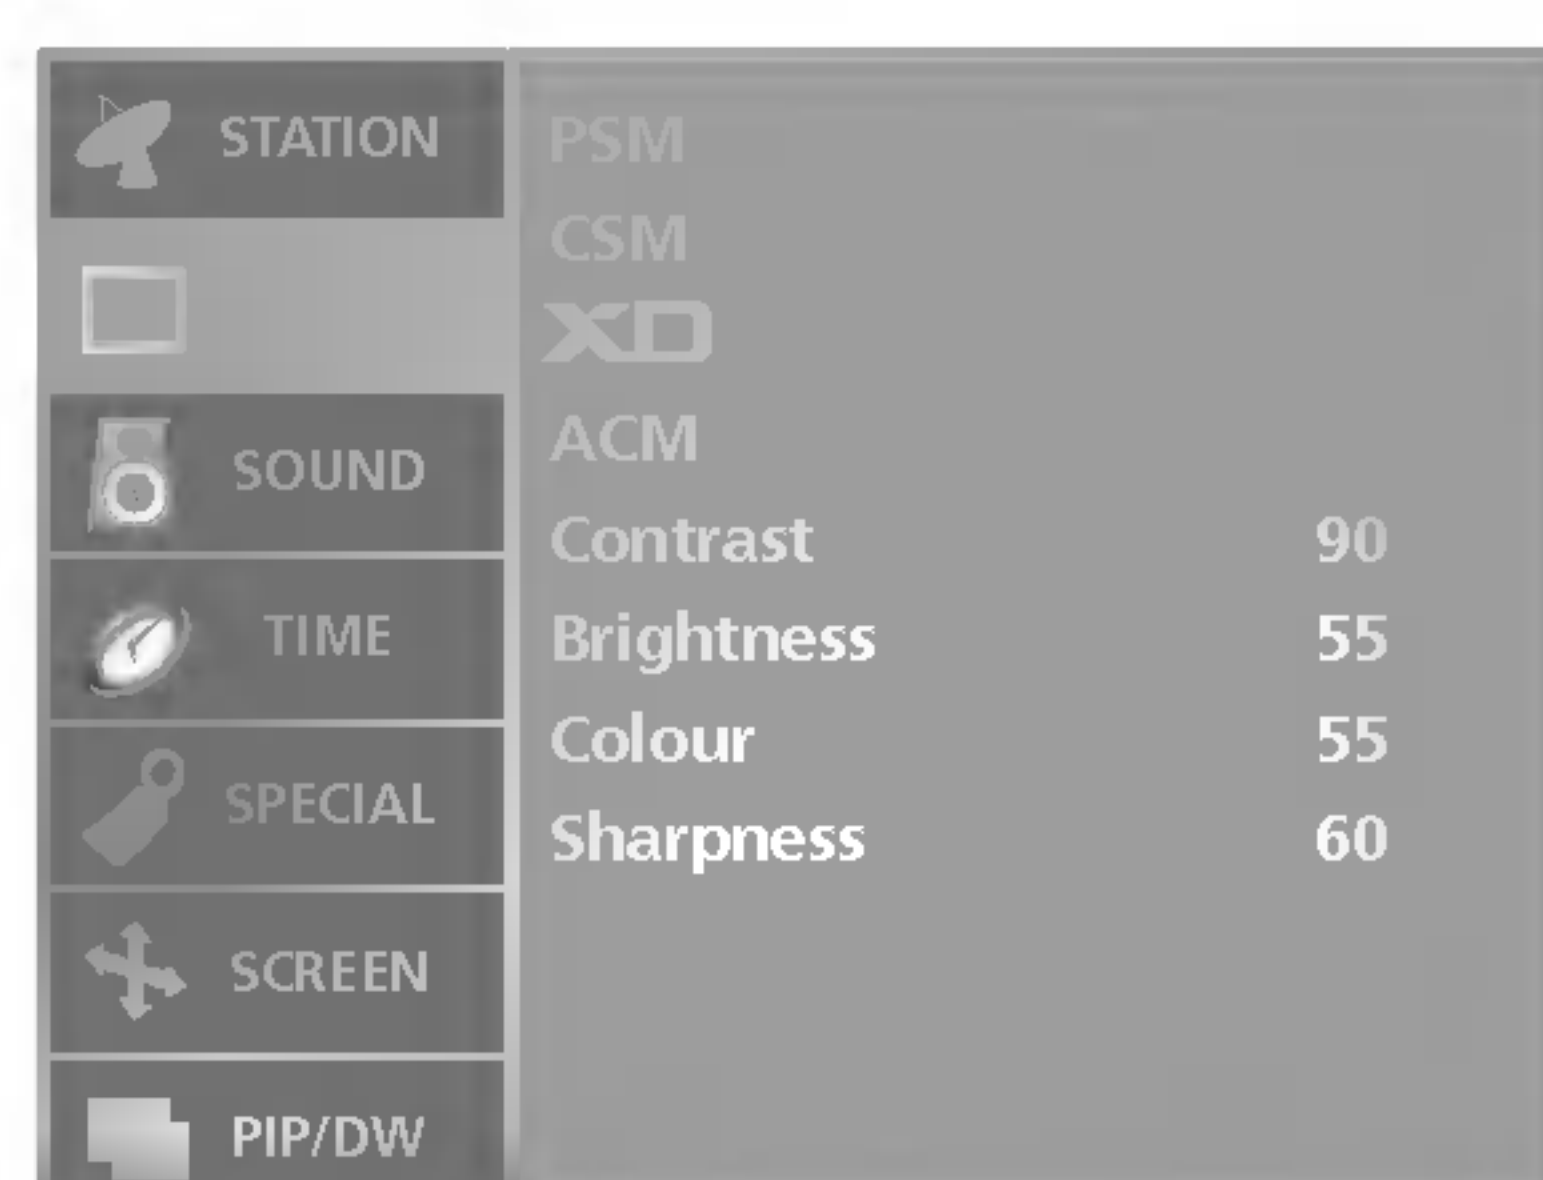 STATION
SOUND
TIME
SPECIAL
SCREEN
PIP/DW
PSM
CSM
XD
ACM
Contrast 90
Brightness 55
Colour 55
Sharpness 60